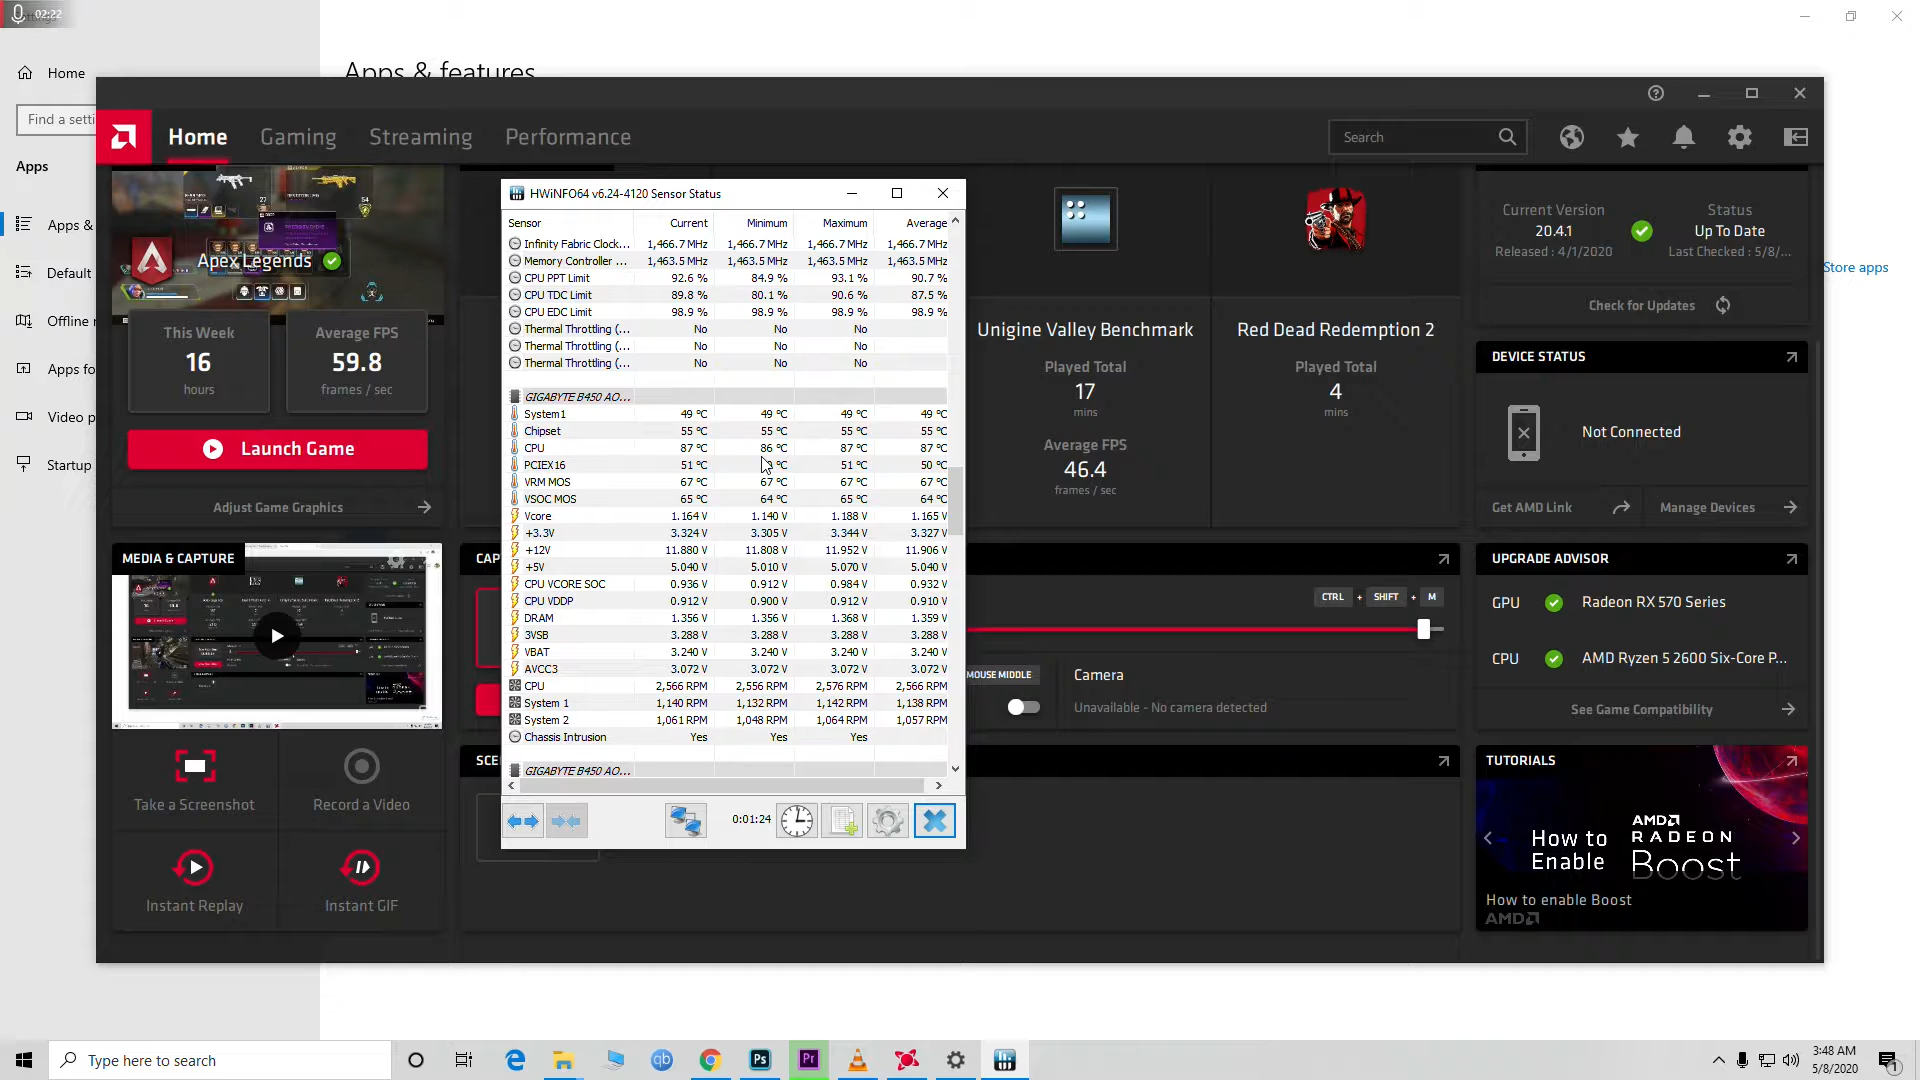 02:22
Home
Find a setti
Apps
Apps &
Default
Offline
Apps fo
Video p
Startup
Apps & features
Store apps
Home Gaming Streaming Performance
Search
27
54
Apex Legends
This Week
16
hours
Average FPS
59.8
frames / sec
Launch Game
Adjust Game Graphics
MEDIA & CAPTURE
Take a Screenshot
Record a Video
Instant Replay
Instant GIF
HWiNFO64 v6.24-4120 Sensor Status
Sensor Current Minimum Maximum Average
Infinity Fabric Clock... 1,466.7 MHz 1,466.7 MHz 1,466.7 MHz 1,466.7 MHz
Memory Controller ... 1,463.5 MHz 1,463.5 MHz 1,463.5 MHz 1,463.5 MHz
CPU PPT Limit 92.6 % 84.9 % 93.1 % 90.7 %
CPU TDC Limit 89.8 % 80.1 % 90.6 % 87.5 %
CPU EDC Limit 98.9 % 98.9 % 98.9 % 98.9 %
Thermal Throttling (... No No No
Thermal Throttling (... No No No
Thermal Throttling (... No No No
GIGABYTE B450 AO...
System1 49 °C 49 °C 49 °C 49 °C
Chipset 55 °C 55 °C 55 °C 55 °C
CPU 87 °C 86 °C 87 °C 87 °C
PCIEX16 51 °C °C 51 °C 50 °C
VRM MOS 67 °C 67 °C 67 °C 67 °C
VSOC MOS 65 °C 64 °C 65 °C 64 °C
Vcore 1.164 V 1.140 V 1.188 V 1.165 V
+3.3V 3.324 V 3.305 V 3.344 V 3.327 V
+12V 11.880 V 11.808 V 11.952 V 11.906 V
+5V 5.040 V 5.010 V 5.070 V 5.040 V
CPU VCORE SOC 0.936 V 0.912 V 0.984 V 0.932 V
CPU VDDP 0.912 V 0.900 V 0.912 V 0.910 V
DRAM 1.356 V 1.356 V 1.368 V 1.359 V
3VSB 3.288 V 3.288 V 3.288 V 3.288 V
VBAT 3.240 V 3.240 V 3.240 V 3.240 V
AVCC3 3.072 V 3.072 V 3.072 V 3.072 V
CPU 2,566 RPM 2,556 RPM 2,576 RPM 2,566 RPM
System 1 1,140 RPM 1,132 RPM 1,142 RPM 1,138 RPM
System 2 1,061 RPM 1,048 RPM 1,064 RPM 1,057 RPM
Chassis Intrusion Yes Yes Yes
GIGABYTE B450 AO...
0:01:24
CAP
SCE
Unigine Valley Benchmark
Played Total
17
mins
Average FPS
46.4
frames / sec
Red Dead Redemption 2
Played Total
4
mins
CTRL + SHIFT + M
MOUSE MIDDLE
Camera
Unavailable - No camera detected
Current Version
20.4.1
Released : 4/1/2020
Status
Up To Date
Last Checked : 5/8/...
Check for Updates
DEVICE STATUS
Not Connected
Get AMD Link
Manage Devices
UPGRADE ADVISOR
GPU Radeon RX 570 Series
CPU AMD Ryzen 5 2600 Six-Core P...
See Game Compatibility
TUTORIALS
How to Enable
AMD
RADEON
Boost
How to enable Boost
AMD
Type here to search
qb
Ps
Pr
3:48 AM
5/8/2020
1